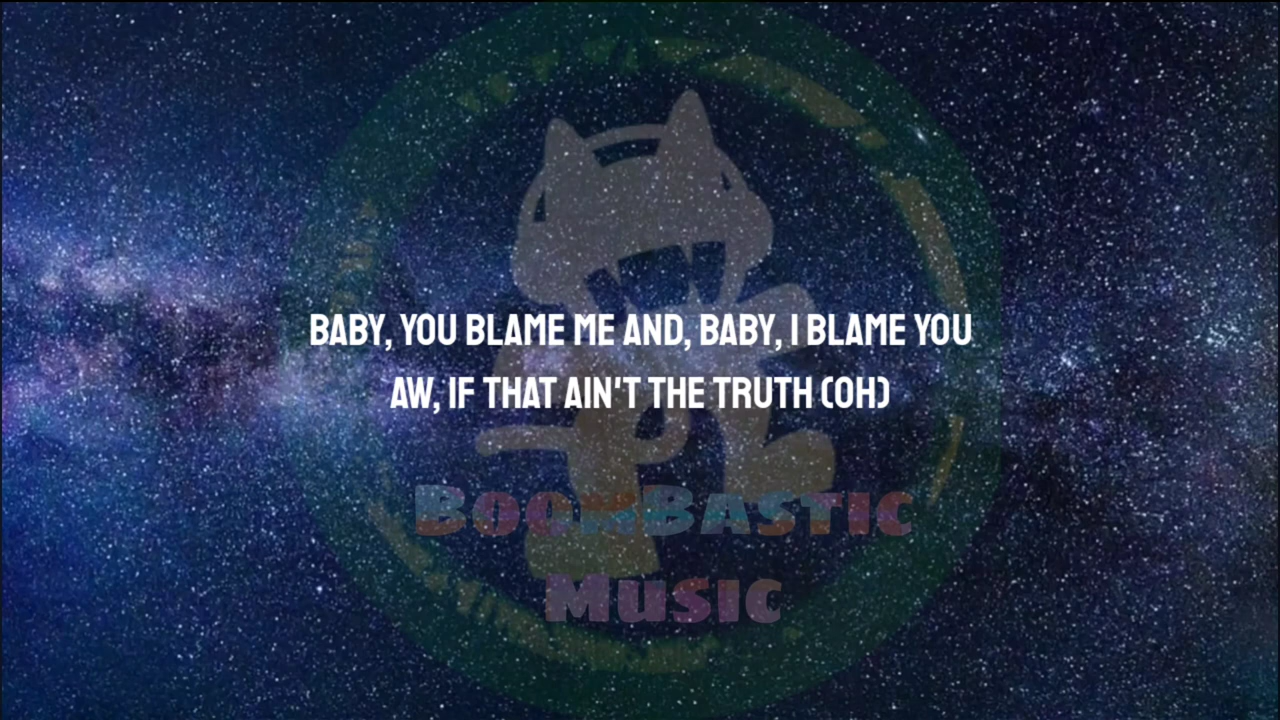 BABY, YOU BLAME ME AND, BABY, I BLAME YOU
AW, IF THAT AIN'T THE TRUTH (OH)
BOOMBASTIC
MUSIC